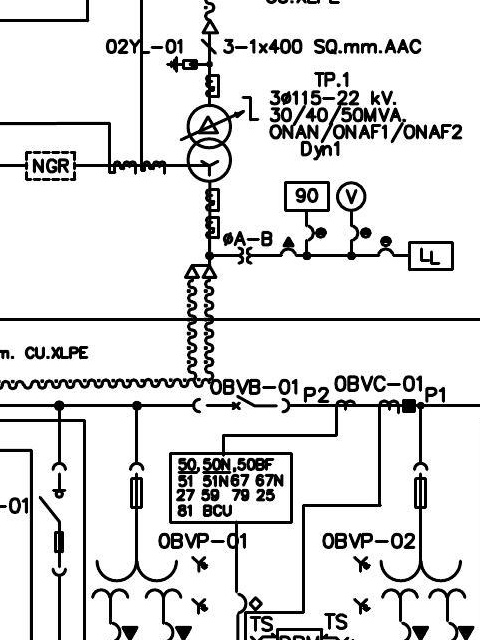 02YL-01
3-1x400 SQ.mm.AAC
TP.1
3ø115-22 kV.
30/40/50MVA.
ONAN/ONAF1/ONAF2
Dyn1
NGR
90
V
øA-B
m. CU.XLPE
0BVB-01
P2
0BVC-01
P1
50,50N,50BF
51 51N67 67N
27 59 79 25
81 BCU
-01
0BVP-01
0BVP-02
TS
TS